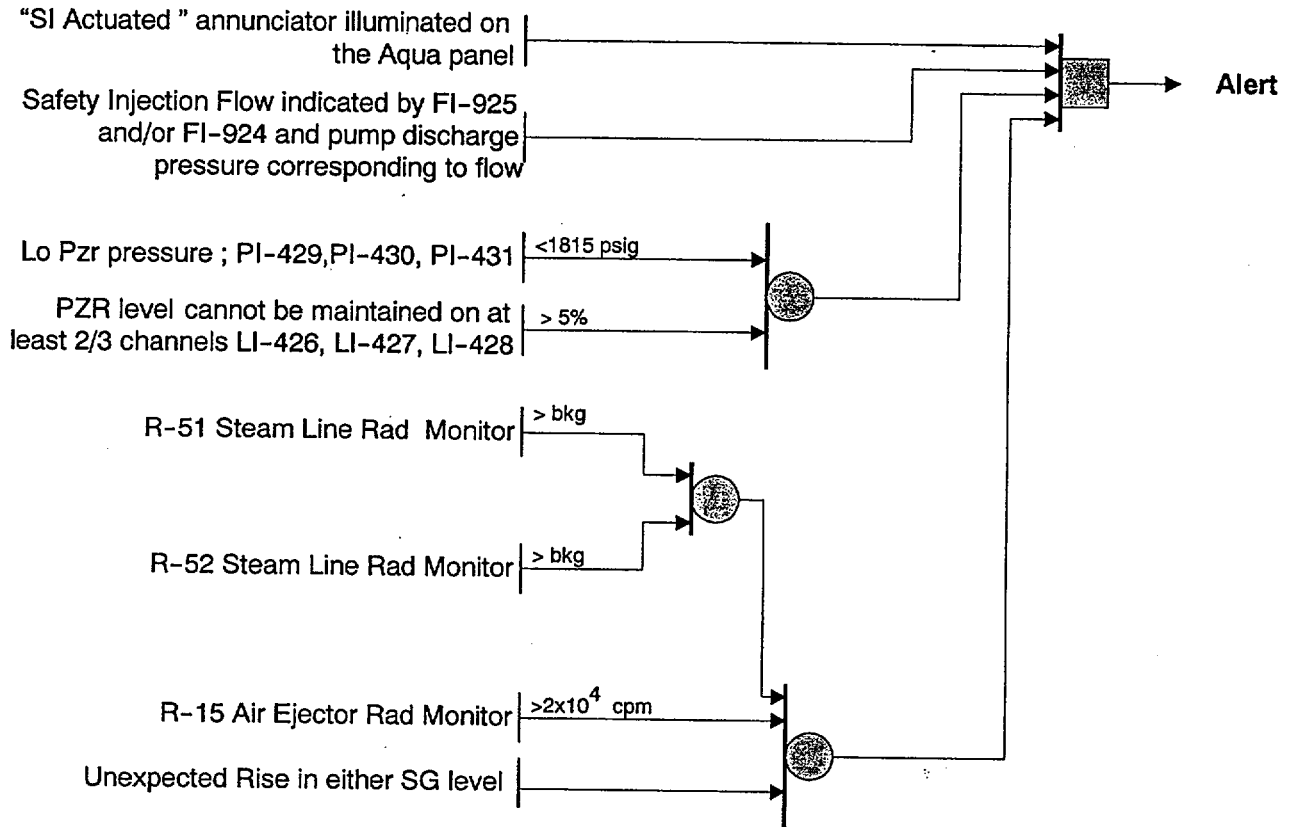 “SI Actuated ” annunciator illuminated on
the Aqua panel
Alert
Safety Injection Flow indicated by FI-925
and/or FI-924 and pump discharge
pressure corresponding to flow
Lo Pzr pressure ; PI-429,PI-430, PI-431
<1815 psig
PZR level cannot be maintained on at
least 2/3 channels LI-426, LI-427, LI-428
> 5%
R-51 Steam Line Rad Monitor
> bkg
R-52 Steam Line Rad Monitor
> bkg
R-15 Air Ejector Rad Monitor
>2x10⁴ cpm
Unexpected Rise in either SG level